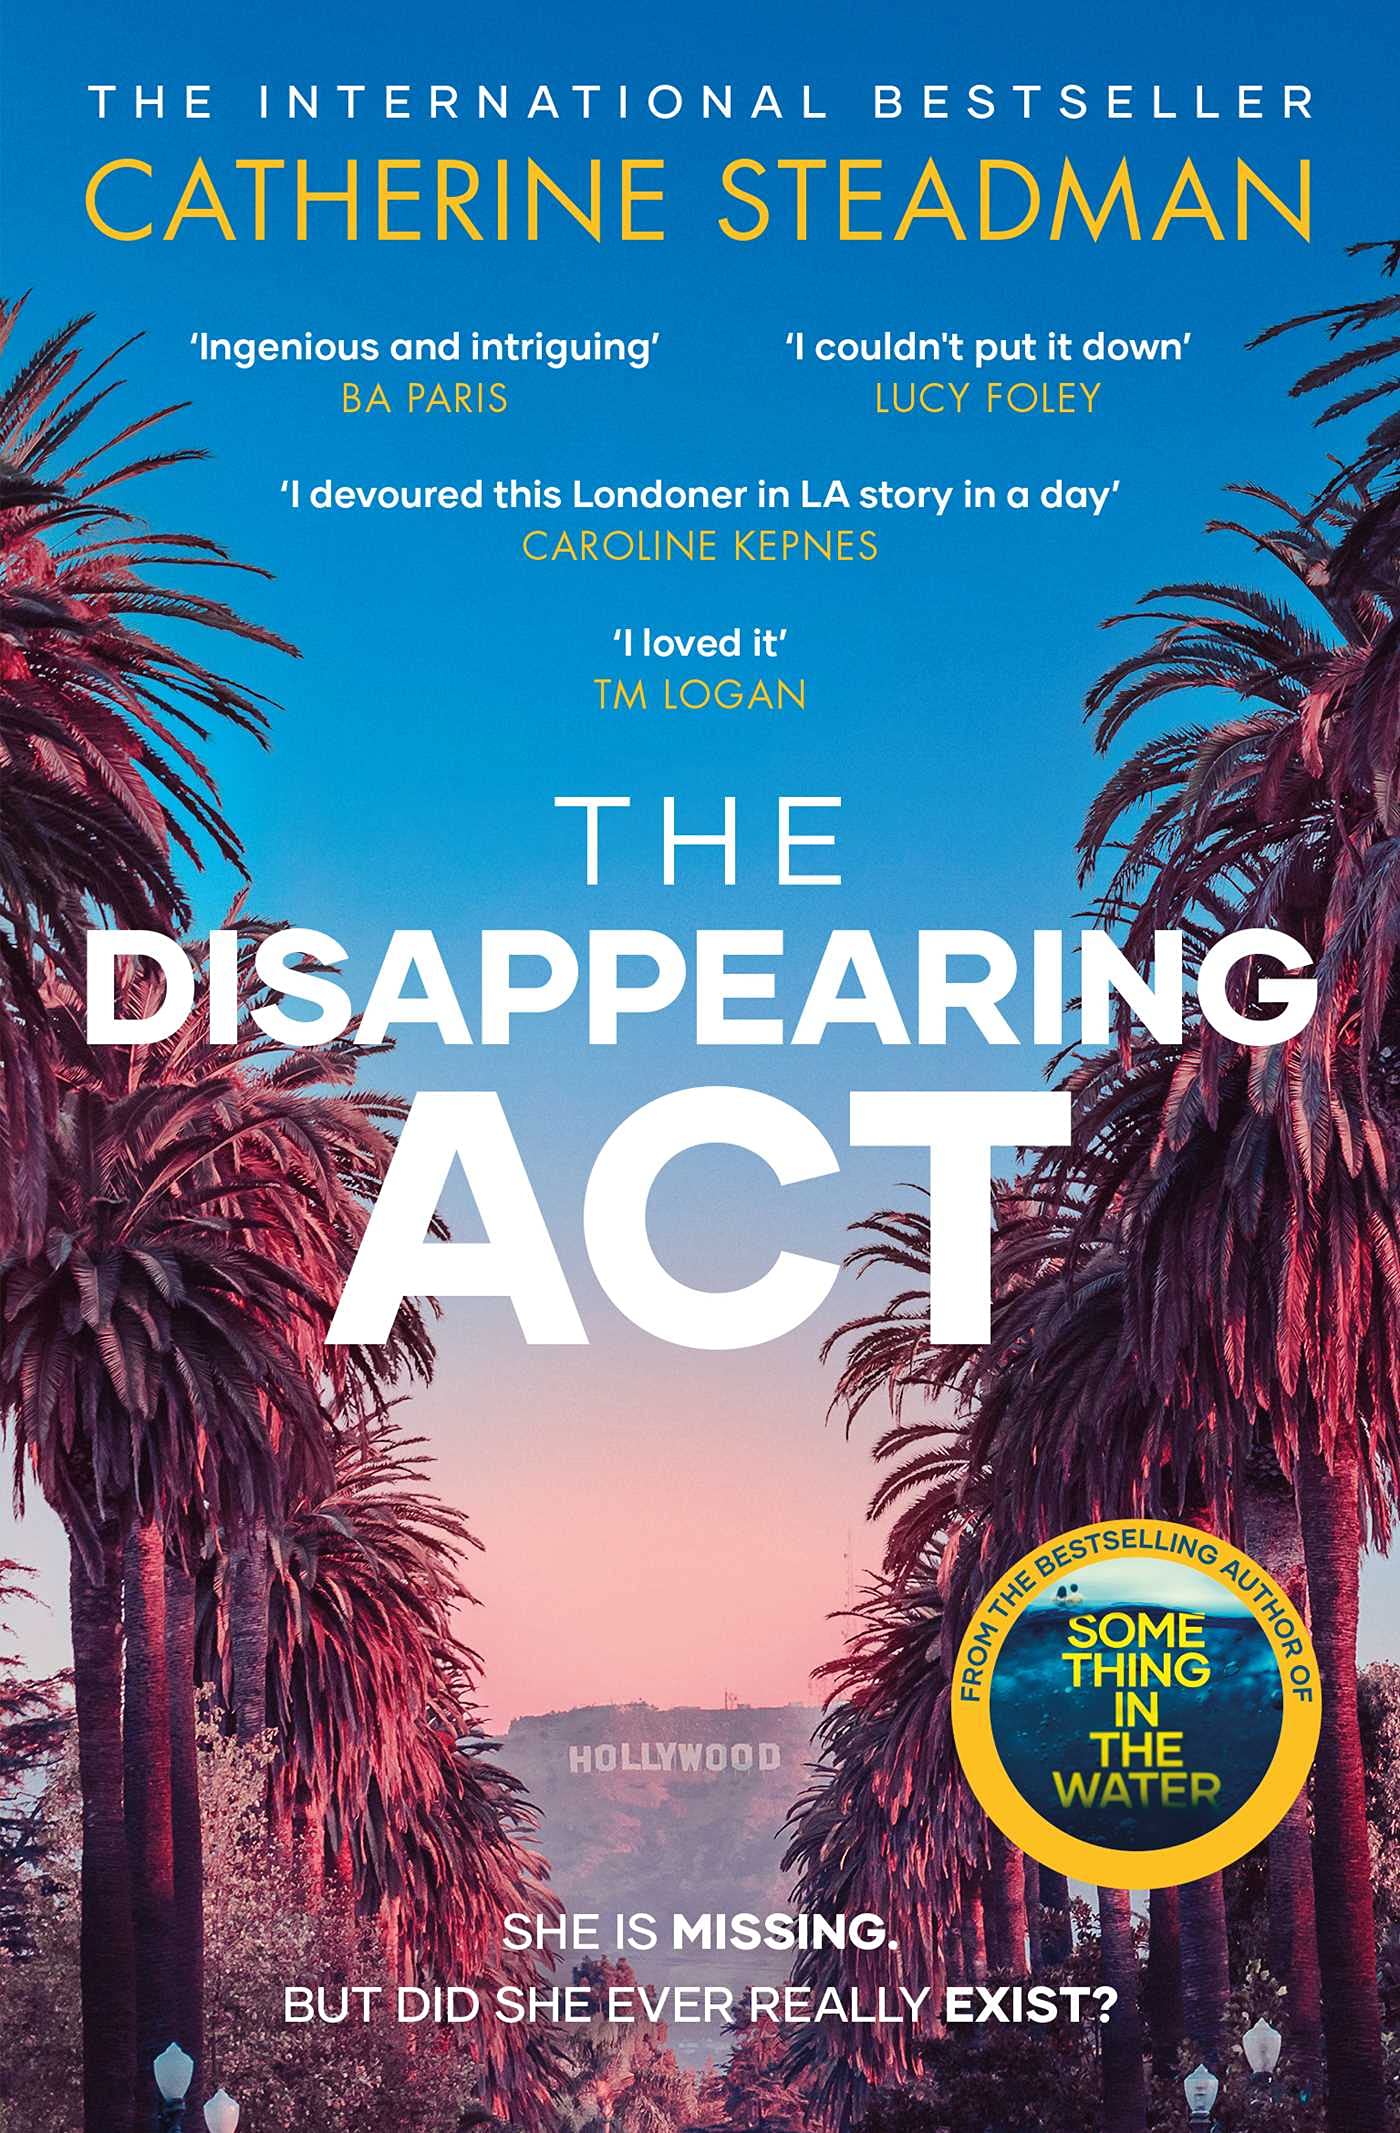 THE INTERNATIONAL BESTSELLER
CATHERINE STEADMAN
‘Ingenious and intriguing’
BA PARIS
‘I couldn't put it down’
LUCY FOLEY
‘I devoured this Londoner in LA story in a day’
CAROLINE KEPNES
‘I loved it’
TM LOGAN
THE
DISAPPEARING
ACT
FROM THE BESTSELLING AUTHOR OF
SOME
THING
IN
THE
WATER
HOLLYWOOD
SHE IS MISSING.
BUT DID SHE EVER REALLY EXIST?